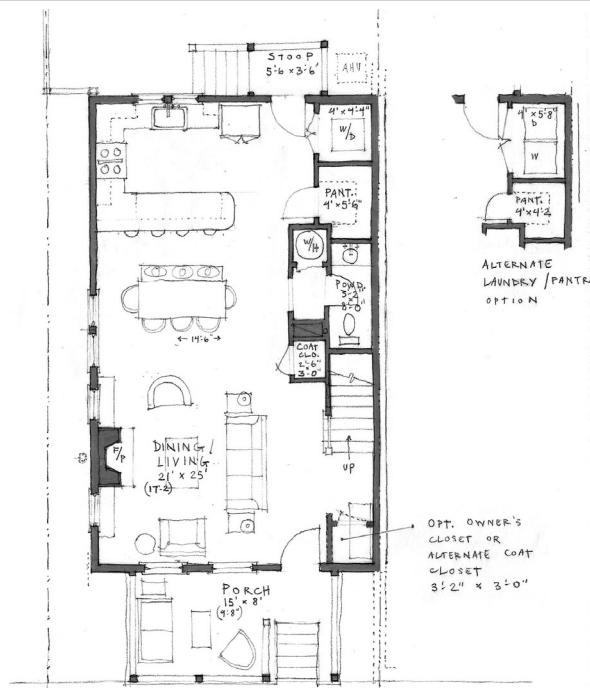 STOOP
5'-6 x 3'-6"
AHU
4' x 4'-4"
W/D
PANT.
4' x 5'-6"
W/H
POWD.
COAT
CLO.
2'-6"
x
3'-0"
14'-6"
F/P
DINING/
LIVING
21' x 25'
(17-2)
UP
PORCH
15' x 8'
(9'-8")
4' x 5'-8"
D
W
PANT.
4' x 4'-2
ALTERNATE
LAUNDRY/PANTR
OPTION
OPT. OWNER'S
CLOSET OR
ALTERNATE COAT
CLOSET
3'-2" x 3'-0"